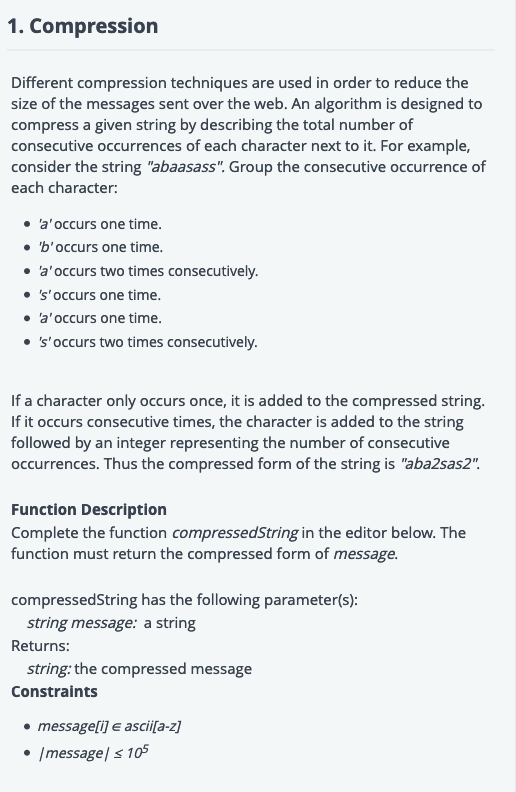 1. Compression
Different compression techniques are used in order to reduce the
size of the messages sent over the web. An algorithm is designed to
compress a given string by describing the total number of
consecutive occurrences of each character next to it. For example,
consider the string "abaasass". Group the consecutive occurrence of
each character:
• 'a' occurs one time.
• 'b' occurs one time.
• 'a' occurs two times consecutively.
• 's' occurs one time.
• 'a' occurs one time.
• 's' occurs two times consecutively.
If a character only occurs once, it is added to the compressed string.
If it occurs consecutive times, the character is added to the string
followed by an integer representing the number of consecutive
occurrences. Thus the compressed form of the string is "aba2sas2".
Function Description
Complete the function compressedString in the editor below. The
function must return the compressed form of message.
compressedString has the following parameter(s):
string message: a string
Returns:
string: the compressed message
Constraints
• message[i] ∈ ascii[a-z]
• |message| ≤ 10⁵